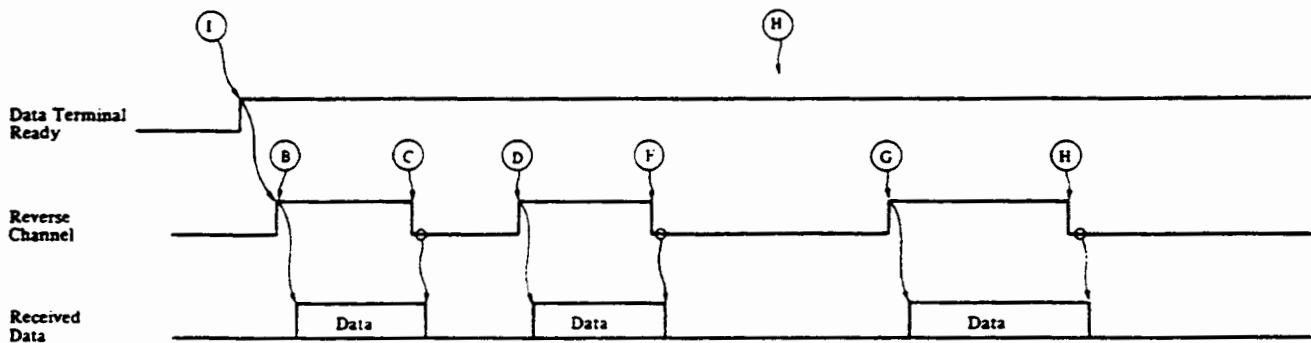 I
H
Data Terminal
Ready
B
C
D
F
G
H
Reverse
Channel
Received
Data
Data
Data
Data